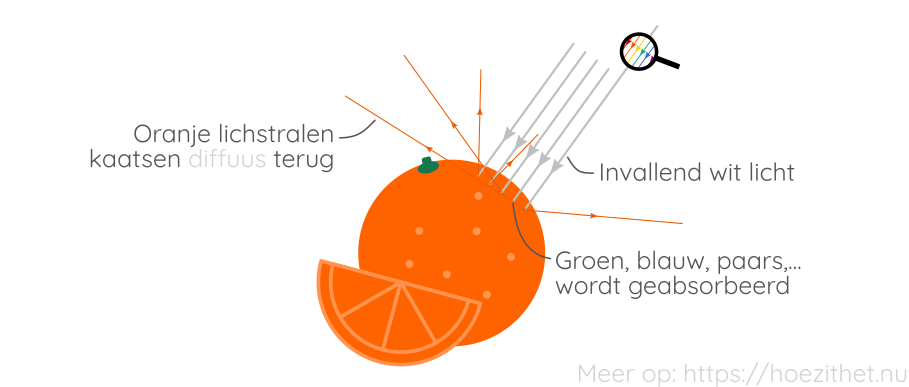 Oranje lichstralen
kaatsen diffuus terug
Invallend wit licht
Groen, blauw, paars,...
wordt geabsorbeerd
Meer op: https://hoezithet.nu